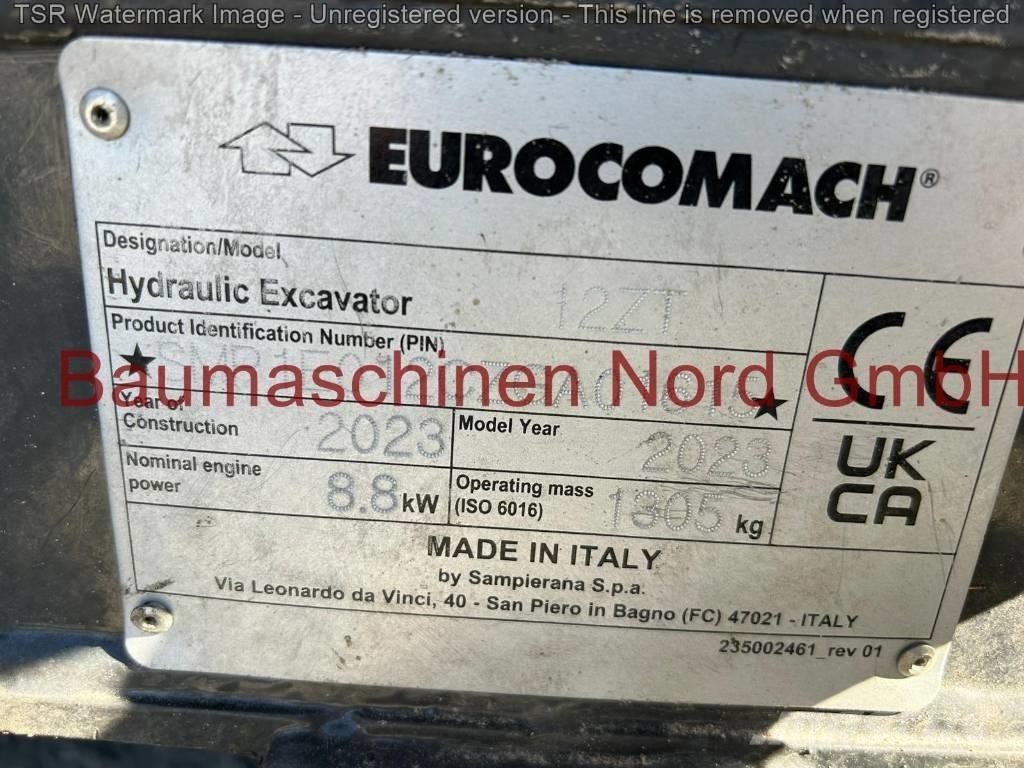 TSR Watermark Image - Unregistered version - This line is removed when registered
EUROCOMACH®
Designation/Model
Hydraulic Excavator 12ZT
Product Identification Number (PIN)
Baumaschinen Nord GmbH
Year of
Construction 2023
Model Year 2023
Nominal engine
power 8.8 kW
Operating mass
(ISO 6016) 1305 kg
CE
UK
CA
MADE IN ITALY
by Sampierana S.p.a.
Via Leonardo da Vinci, 40 - San Piero in Bagno (FC) 47021 - ITALY
235002461_rev 01